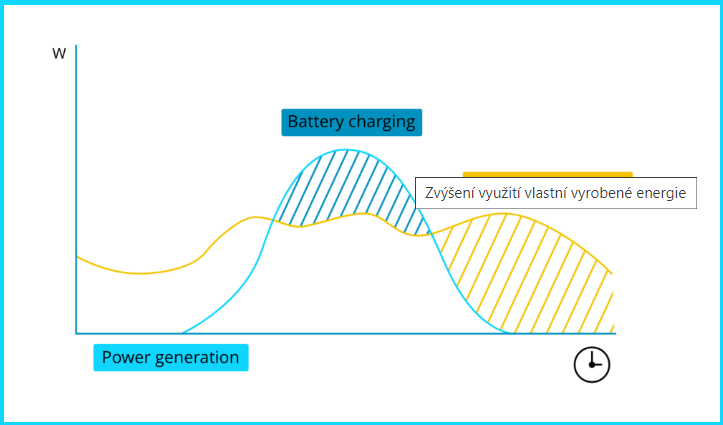 W
Battery charging
Zvýšení využití vlastní vyrobené energie
Power generation